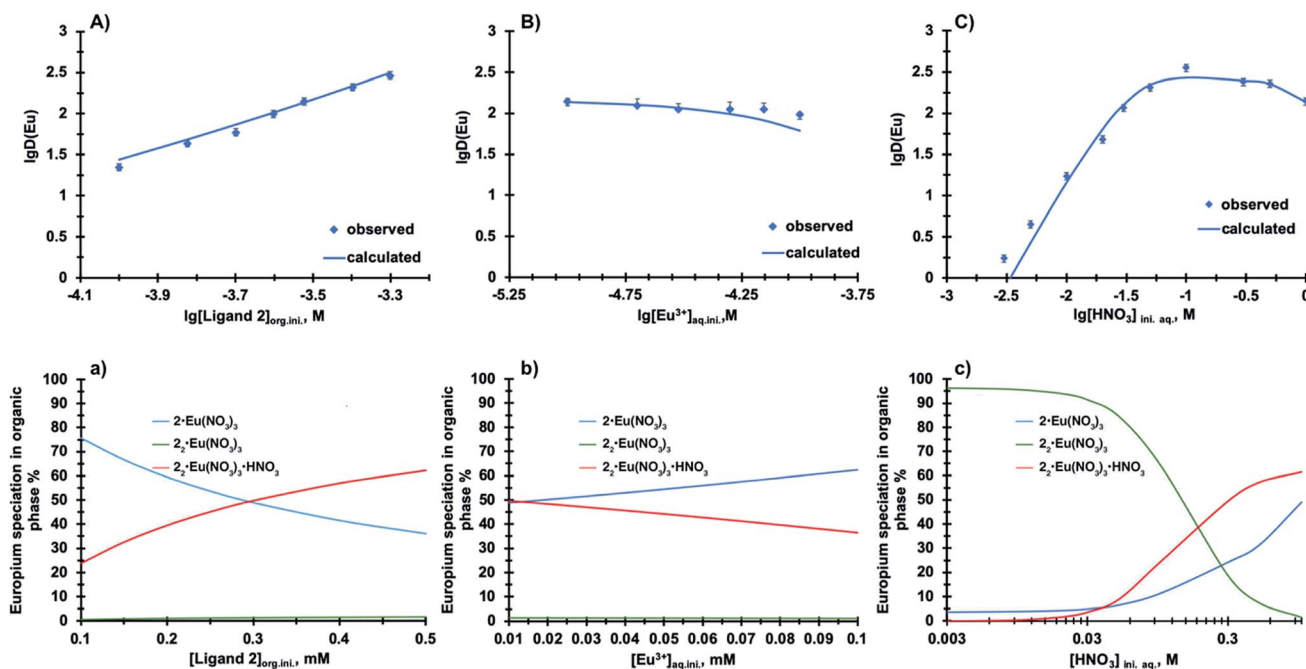 A)
3
2.5
2
1.5
1
0.5
0
lgD(Eu)
observed
calculated
-4.1
-3.9
-3.7
-3.5
-3.3
lg[Ligand 2]org.ini., M
B)
3
2.5
2
1.5
1
0.5
0
lgD(Eu)
observed
calculated
-5.25
-4.75
-4.25
-3.75
lg[Eu³⁺]aq.ini.,M
C)
3
2.5
2
1.5
1
0.5
0
lgD(Eu)
observed
calculated
-3
-2.5
-2
-1.5
-1
-0.5
0
lg[HNO₃] ini. aq., M
a)
100
90
80
70
60
50
40
30
20
10
0
Europium speciation in organic
phase %
2•Eu(NO₃)₃
2₂•Eu(NO₃)₃
2₂•Eu(NO₃)₃•HNO₃
0.1
0.2
0.3
0.4
0.5
[Ligand 2]org.ini., mM
b)
100
90
80
70
60
50
40
30
20
10
0
Europium speciation in organic
phase %
2•Eu(NO₃)₃
2₂•Eu(NO₃)₃
2₂•Eu(NO₃)₃•HNO₃
0.01
0.02
0.03
0.04
0.05
0.06
0.07
0.08
0.09
0.1
[Eu³⁺]aq.ini., mM
c)
100
90
80
70
60
50
40
30
20
10
0
Europium speciation in organic
phase %
2•Eu(NO₃)₃
2₂•Eu(NO₃)₃
2₂•Eu(NO₃)₃•HNO₃
0.003
0.03
0.3
[HNO₃] ini. aq., M